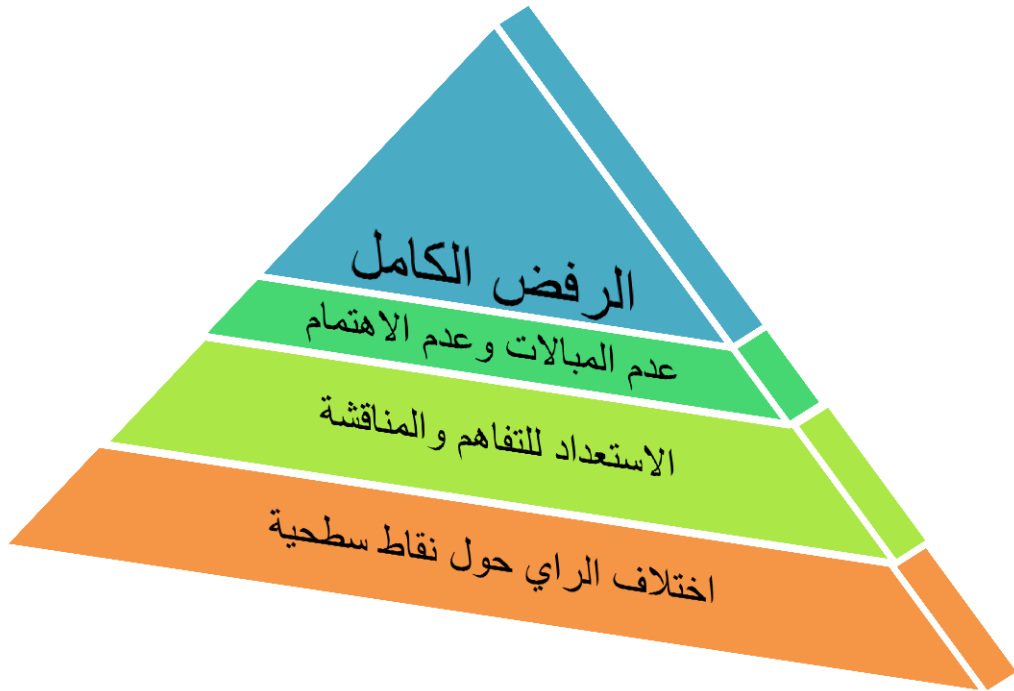 الرفض الكامل
عدم المبالات وعدم الاهتمام
الاستعداد للتفاهم والمناقشة
اختلاف الراي حول نقاط سطحية